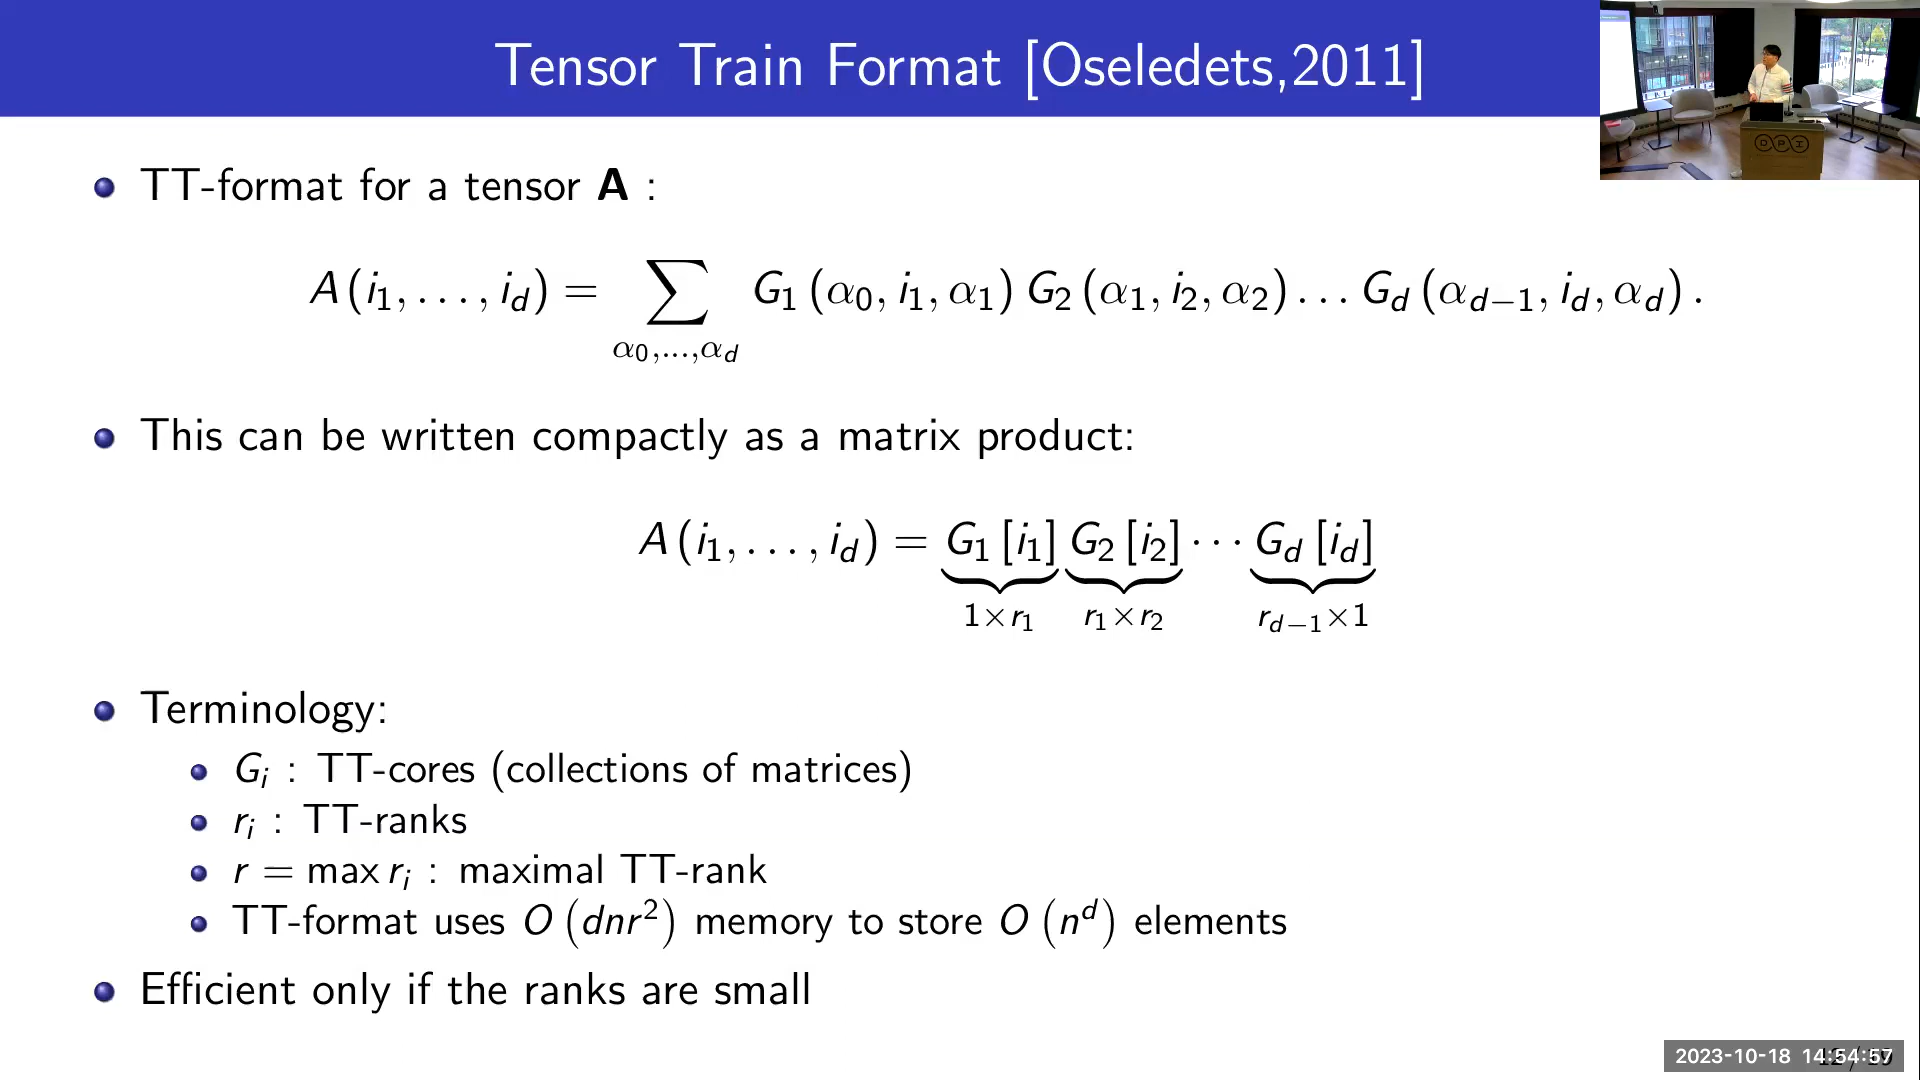 Tensor Train Format [Oseledets,2011]
TT-format for a tensor A :
A (i₁, . . . , i_d) = ∑_{α₀,...,α_d} G₁ (α₀, i₁, α₁) G₂ (α₁, i₂, α₂) . . . G_d (α_{d−1}, i_d, α_d) .
This can be written compactly as a matrix product:
A (i₁, . . . , i_d) = G₁ [i₁] G₂ [i₂] · · · G_d [i_d]
1×r₁ r₁×r₂ r_{d−1}×1
Terminology:
G_i : TT-cores (collections of matrices)
r_i : TT-ranks
r = max r_i : maximal TT-rank
TT-format uses O (dnr²) memory to store O (n^d) elements
Efficient only if the ranks are small
DPI
2023-10-18 14:54:57